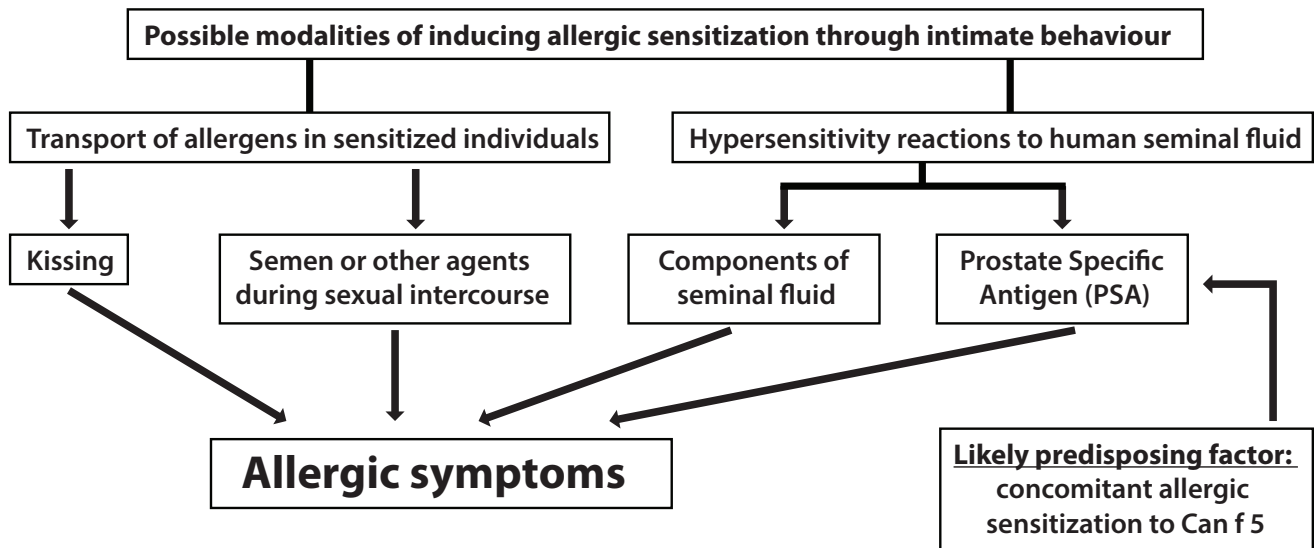 Possible modalities of inducing allergic sensitization through intimate behaviour
Transport of allergens in sensitized individuals
Hypersensitivity reactions to human seminal fluid
Kissing
Semen or other agents
during sexual intercourse
Components of
seminal fluid
Prostate Specific
Antigen (PSA)
Allergic symptoms
Likely predisposing factor:
concomitant allergic
sensitization to Can f 5